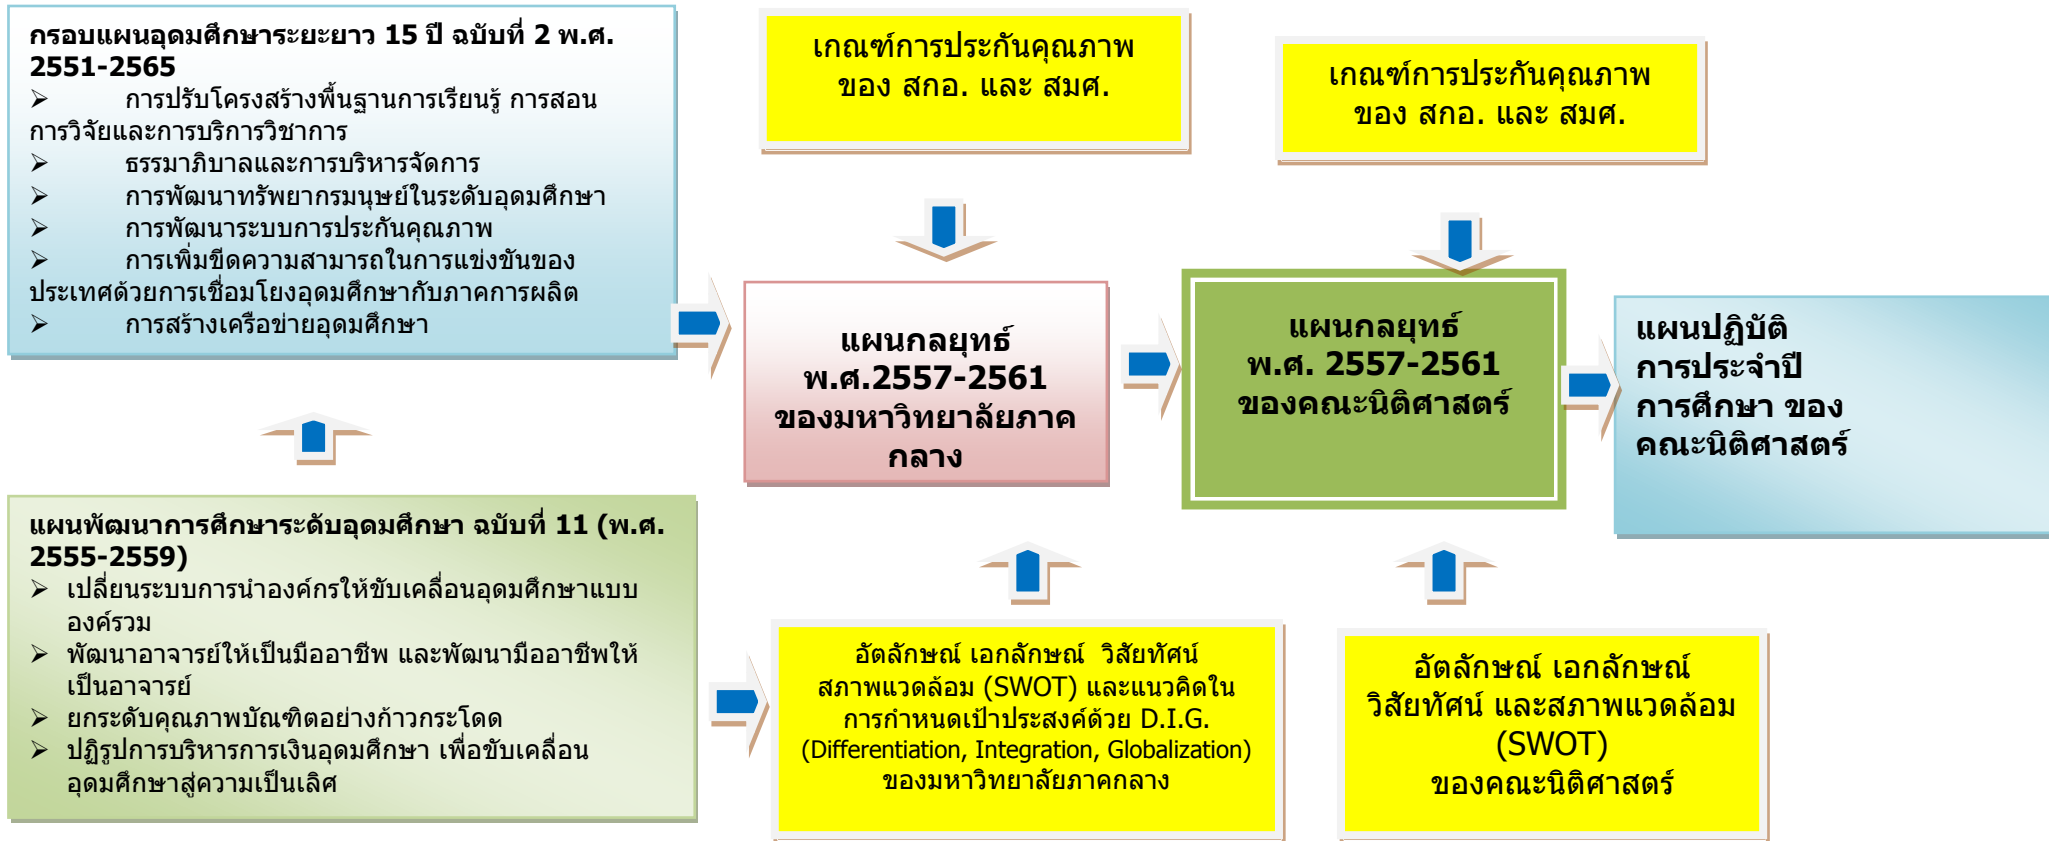 กรอบแผนอุดมศึกษาระยะยาว 15 ปี ฉบับที่ 2 พ.ศ.
2551-2565
➢ การปรับโครงสร้างพื้นฐานการเรียนรู้ การสอน
การวิจัยและการบริการวิชาการ
➢ ธรรมาภิบาลและการบริหารจัดการ
➢ การพัฒนาทรัพยากรมนุษย์ในระดับอุดมศึกษา
➢ การพัฒนาระบบการประกันคุณภาพ
➢ การเพิ่มขีดความสามารถในการแข่งขันของ
ประเทศด้วยการเชื่อมโยงอุดมศึกษากับภาคการผลิต
➢ การสร้างเครือข่ายอุดมศึกษา
เกณฑ์การประกันคุณภาพ
ของ สกอ. และ สมศ.
เกณฑ์การประกันคุณภาพ
ของ สกอ. และ สมศ.
แผนกลยุทธ์
พ.ศ.2557-2561
ของมหาวิทยาลัยภาค
กลาง
แผนกลยุทธ์
พ.ศ. 2557-2561
ของคณะนิติศาสตร์
แผนปฏิบัติ
การประจำปี
การศึกษา ของ
คณะนิติศาสตร์
แผนพัฒนาการศึกษาระดับอุดมศึกษา ฉบับที่ 11 (พ.ศ.
2555-2559)
➢ เปลี่ยนระบบการนำองค์กรให้ขับเคลื่อนอุดมศึกษาแบบ
องค์รวม
➢ พัฒนาอาจารย์ให้เป็นมืออาชีพ และพัฒนามืออาชีพให้
เป็นอาจารย์
➢ ยกระดับคุณภาพบัณฑิตอย่างก้าวกระโดด
➢ ปฏิรูปการบริหารการเงินอุดมศึกษา เพื่อขับเคลื่อน
อุดมศึกษาสู่ความเป็นเลิศ
อัตลักษณ์ เอกลักษณ์ วิสัยทัศน์
สภาพแวดล้อม (SWOT) และแนวคิดใน
การกำหนดเป้าประสงค์ด้วย D.I.G.
(Differentiation, Integration, Globalization)
ของมหาวิทยาลัยภาคกลาง
อัตลักษณ์ เอกลักษณ์
วิสัยทัศน์ และสภาพแวดล้อม
(SWOT)
ของคณะนิติศาสตร์